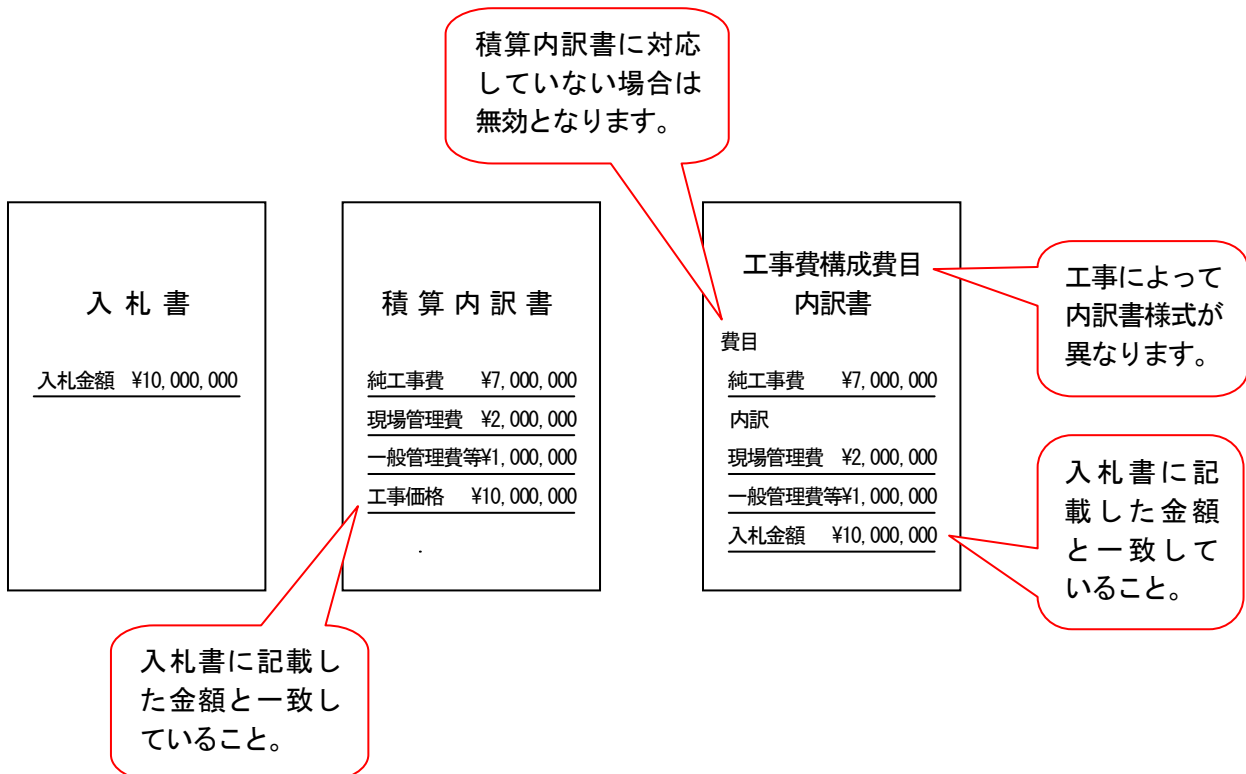 積算内訳書に対応
していない場合は
無効となります。
入札書
入札金額 ¥10,000,000
積算内訳書
純工事費 ¥7,000,000
現場管理費 ¥2,000,000
一般管理費等¥1,000,000
工事価格 ¥10,000,000
.
工事費構成費目
内訳書
費目
純工事費 ¥7,000,000
内訳
現場管理費 ¥2,000,000
一般管理費等¥1,000,000
入札金額 ¥10,000,000
工事によって
内訳書様式が
異なります。
入札書に記
載した金額
と一致して
いること。
入札書に記載し
た金額と一致し
ていること。